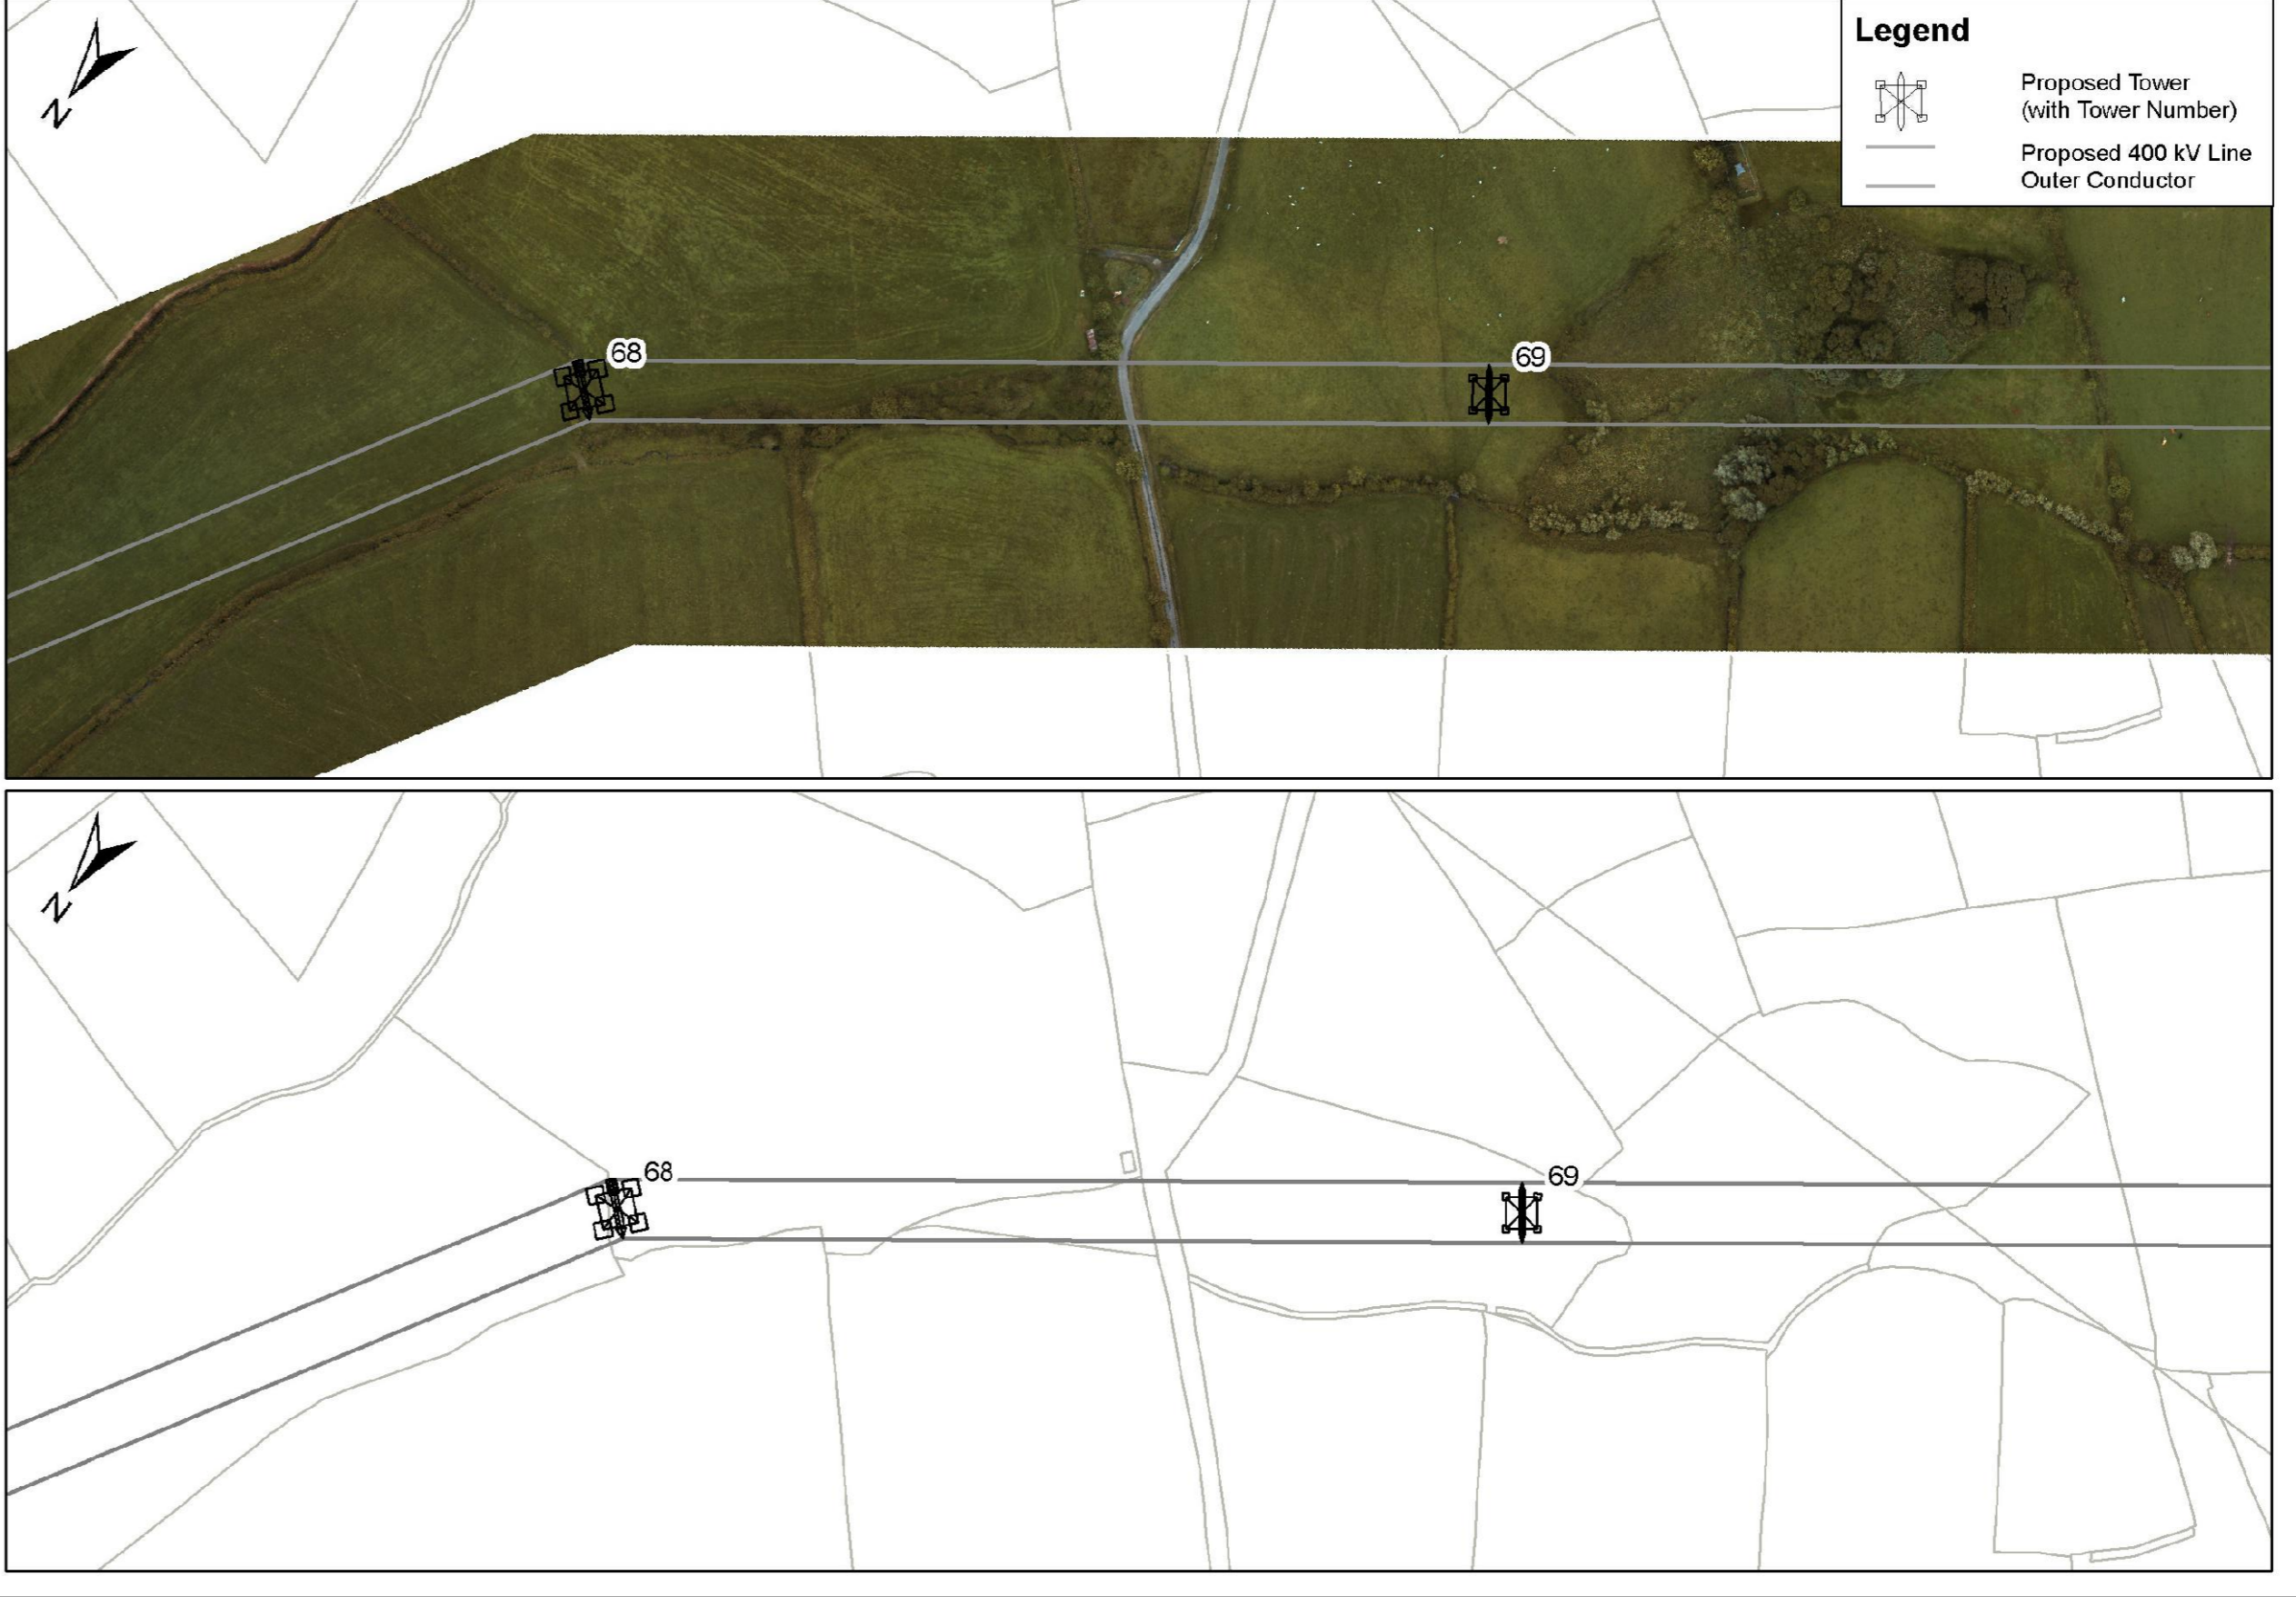 N
Legend
Proposed Tower
(with Tower Number)
Proposed 400 kV Line
Outer Conductor
68
69
N
68
69